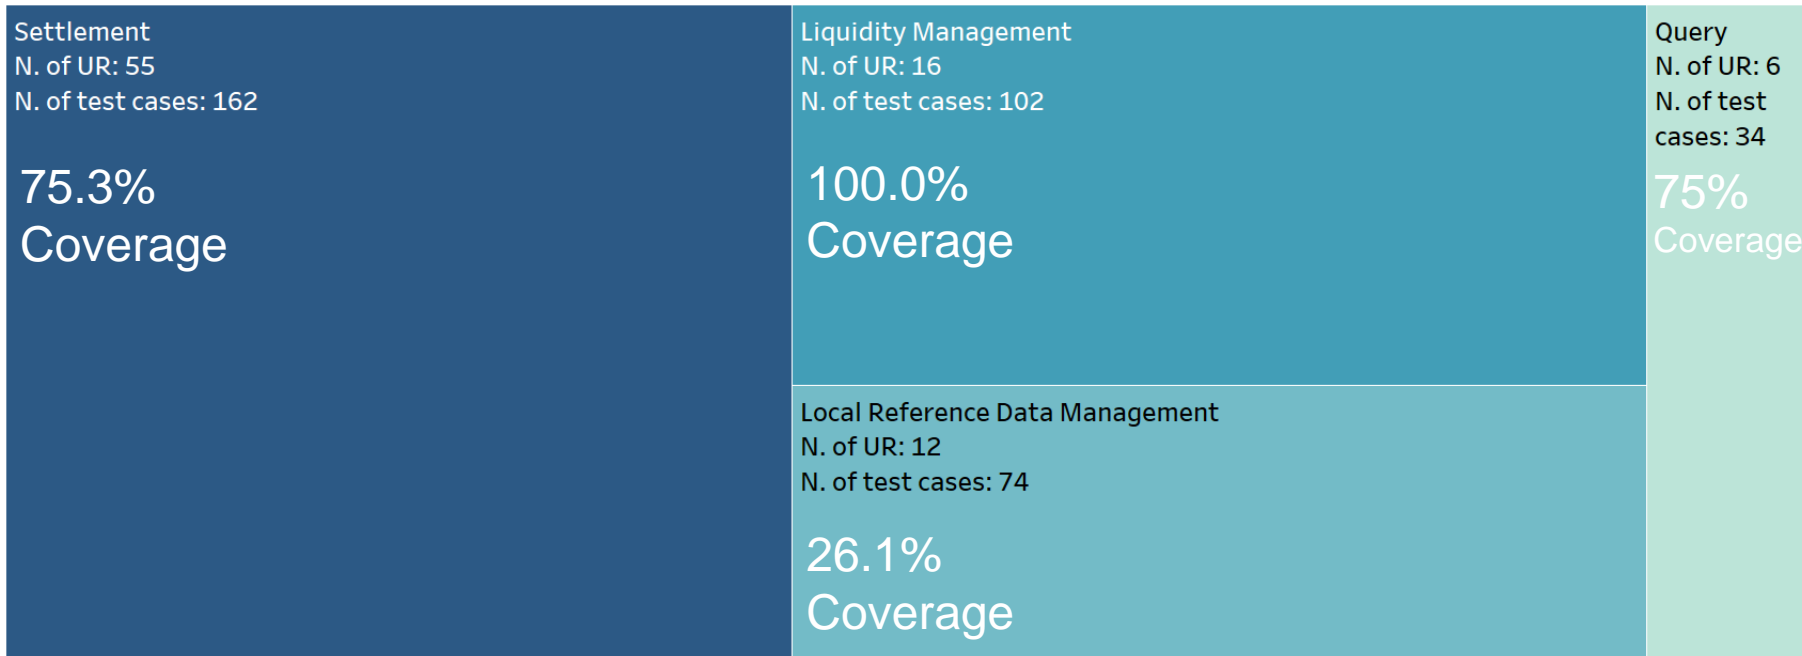 Settlement
N. of UR: 55
N. of test cases: 162
75.3%
Coverage
Liquidity Management
N. of UR: 16
N. of test cases: 102
100.0%
Coverage
Local Reference Data Management
N. of UR: 12
N. of test cases: 74
26.1%
Coverage
Query
N. of UR: 6
N. of test
cases: 34
75%
Coverage